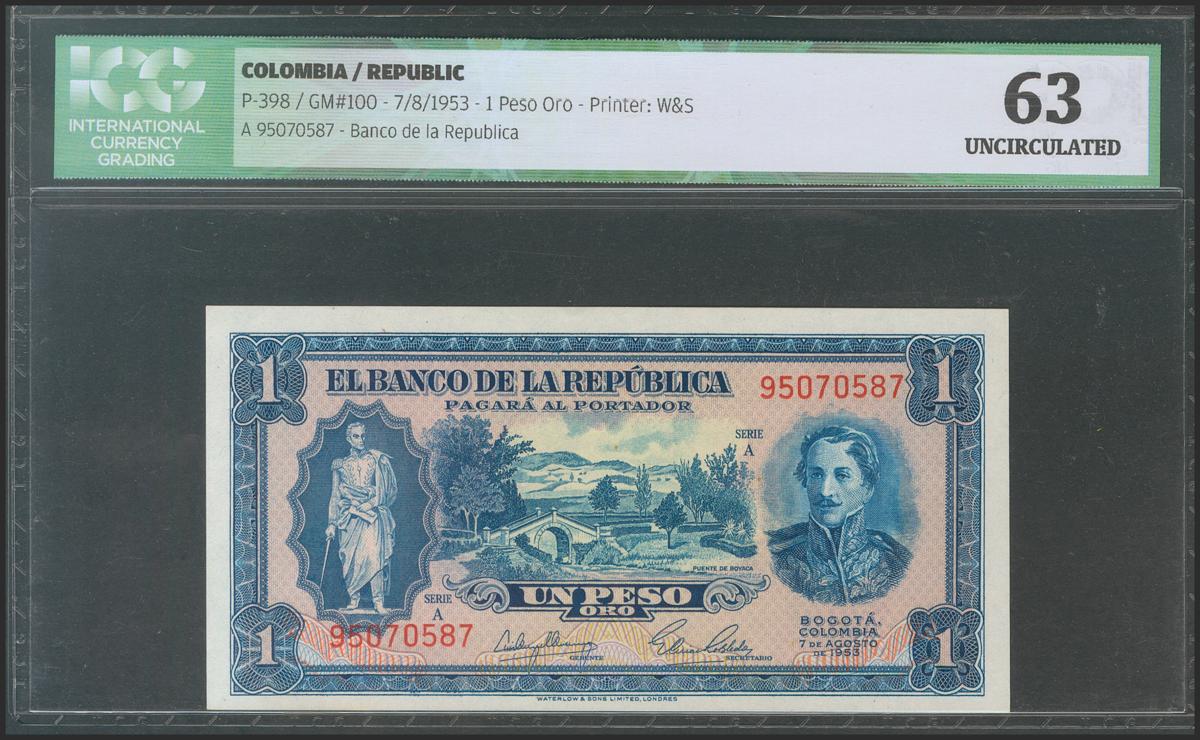 ICG
INTERNATIONAL
CURRENCY
GRADING
COLOMBIA / REPUBLIC
P-398 / GM#100 - 7/8/1953 - 1 Peso Oro - Printer: W&S
A 95070587 - Banco de la Republica
63
UNCIRCULATED
1
1
EL BANCO DE LA REPÚBLICA
PAGARÁ AL PORTADOR
95070587
SERIE
A
PUENTE DE BOYACA
UN PESO
ORO
SERIE
A
95070587
GERENTE
SECRETARIO
BOGOTÁ,
COLOMBIA
7 DE AGOSTO
DE 1953
1
1
WATERLOW & SONS LIMITED, LONDRES